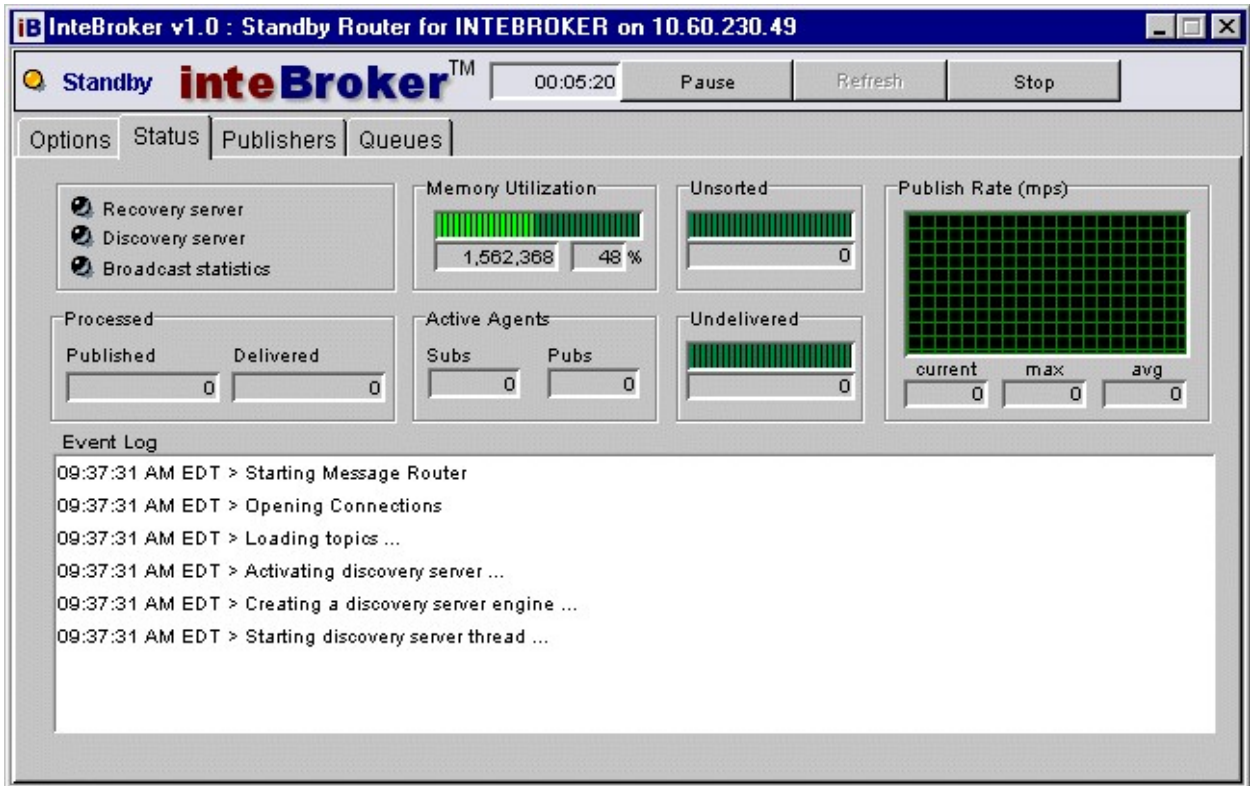 iB InteBroker v1.0 : Standby Router for INTEBROKER on 10.60.230.49
Standby inteBroker™ 00:05:20 Pause Refresh Stop
Options Status Publishers Queues
Recovery server
Discovery server
Broadcast statistics
Memory Utilization
1,562,368 48 %
Unsorted
0
Publish Rate (mps)
current max avg
0 0 0
Processed
Published Delivered
0 0
Active Agents
Subs Pubs
0 0
Undelivered
0
Event Log
09:37:31 AM EDT > Starting Message Router
09:37:31 AM EDT > Opening Connections
09:37:31 AM EDT > Loading topics ...
09:37:31 AM EDT > Activating discovery server ...
09:37:31 AM EDT > Creating a discovery server engine ...
09:37:31 AM EDT > Starting discovery server thread ...